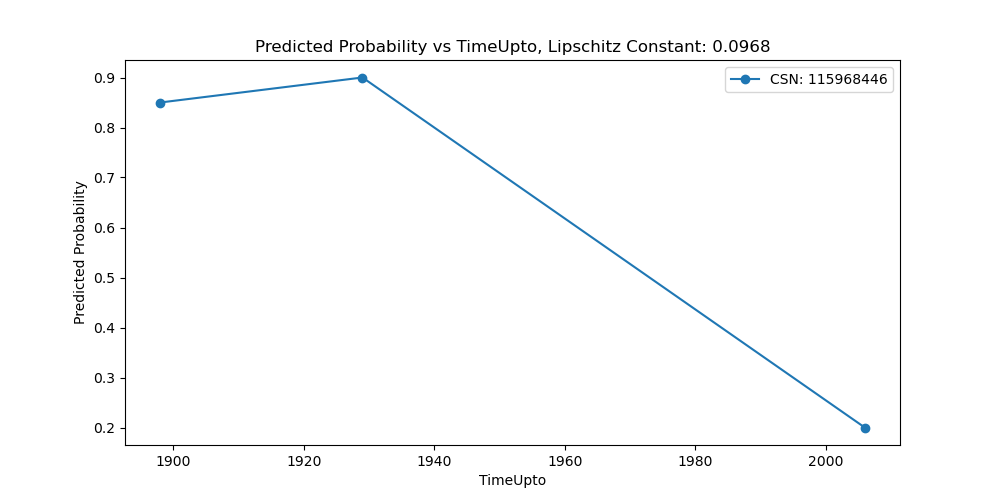 Predicted Probability vs TimeUpto, Lipschitz Constant: 0.0968
CSN: 115968446
Predicted Probability
0.9
0.8
0.7
0.6
0.5
0.4
0.3
0.2
1900 1920 1940 1960 1980 2000
TimeUpto